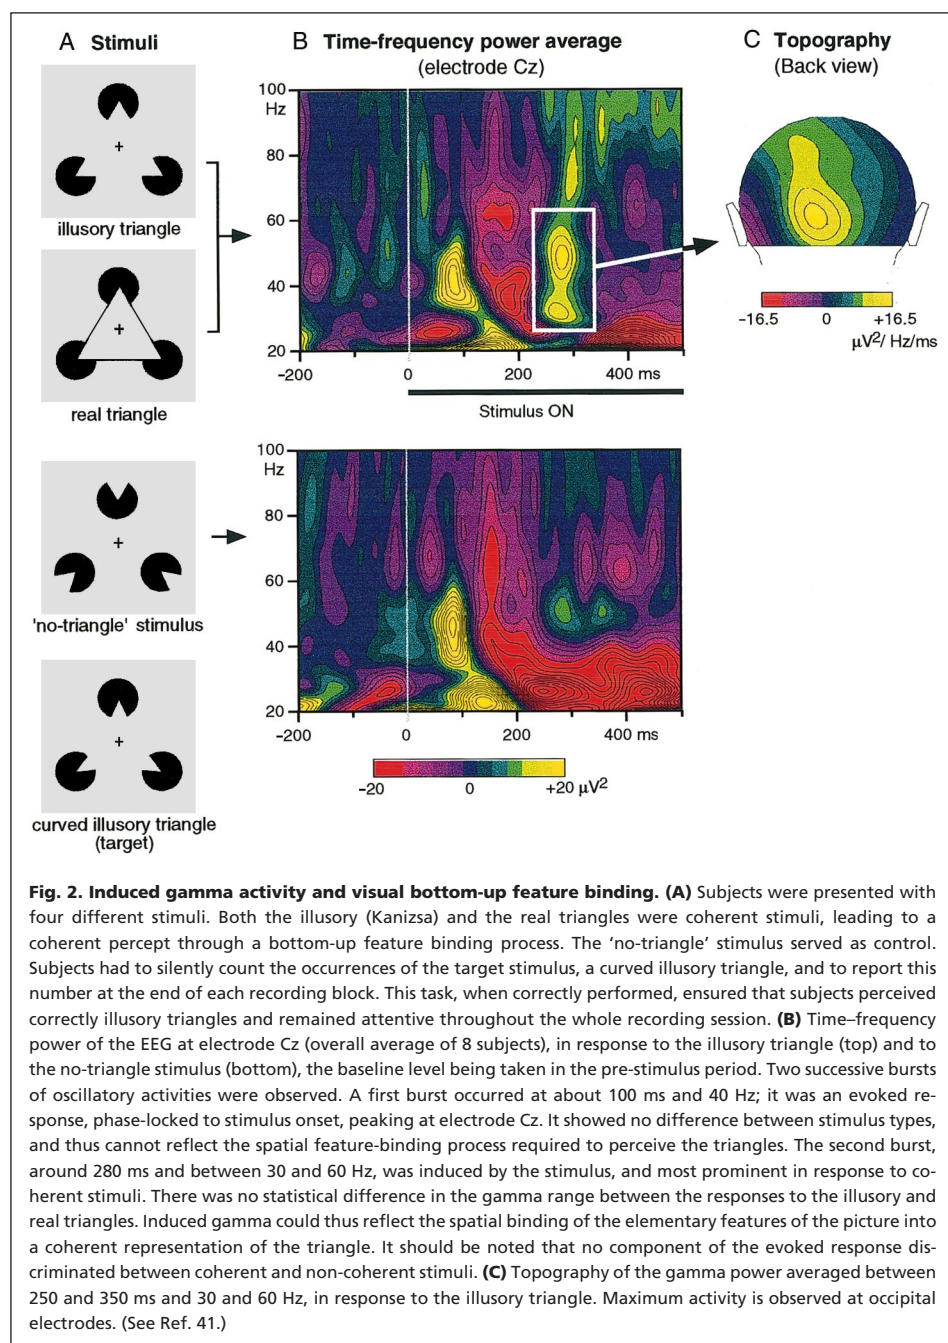 A Stimuli
B Time-frequency power average
(electrode Cz)
C Topography
(Back view)
illusory triangle
real triangle
'no-triangle' stimulus
curved illusory triangle
(target)
100
Hz
80
60
40
20
-200
0
200
400 ms
Stimulus ON
-16.5
0
+16.5
µV²/ Hz/ms
100
Hz
80
60
40
20
-200
0
200
400 ms
-20
0
+20 µV²
Fig. 2. Induced gamma activity and visual bottom-up feature binding. (A) Subjects were presented with
four different stimuli. Both the illusory (Kanizsa) and the real triangles were coherent stimuli, leading to a
coherent percept through a bottom-up feature binding process. The ‘no-triangle’ stimulus served as control.
Subjects had to silently count the occurrences of the target stimulus, a curved illusory triangle, and to report this
number at the end of each recording block. This task, when correctly performed, ensured that subjects perceived
correctly illusory triangles and remained attentive throughout the whole recording session. (B) Time–frequency
power of the EEG at electrode Cz (overall average of 8 subjects), in response to the illusory triangle (top) and to
the no-triangle stimulus (bottom), the baseline level being taken in the pre-stimulus period. Two successive bursts
of oscillatory activities were observed. A first burst occurred at about 100 ms and 40 Hz; it was an evoked re-
sponse, phase-locked to stimulus onset, peaking at electrode Cz. It showed no difference between stimulus types,
and thus cannot reflect the spatial feature-binding process required to perceive the triangles. The second burst,
around 280 ms and between 30 and 60 Hz, was induced by the stimulus, and most prominent in response to co-
herent stimuli. There was no statistical difference in the gamma range between the responses to the illusory and
real triangles. Induced gamma could thus reflect the spatial binding of the elementary features of the picture into
a coherent representation of the triangle. It should be noted that no component of the evoked response dis-
criminated between coherent and non-coherent stimuli. (C) Topography of the gamma power averaged between
250 and 350 ms and 30 and 60 Hz, in response to the illusory triangle. Maximum activity is observed at occipital
electrodes. (See Ref. 41.)